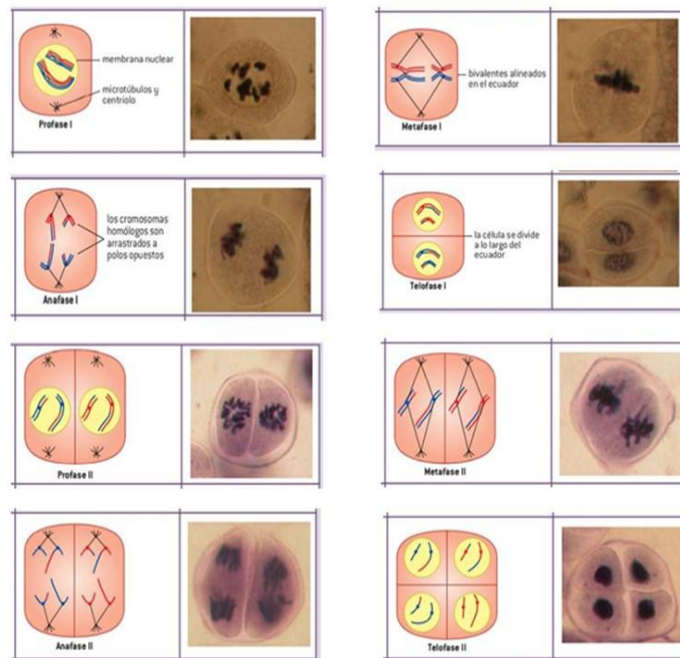 membrana nuclear
microtúbulos y
centriolo
Profase I
bivalentes alineados
en el ecuador
Metafase I
los cromosomas
homólogos son
arrastrados a
polos opuestos
Anafase I
la célula se divide
a lo largo del
ecuador
Telofase I
Profase II
Metafase II
Anafase II
Telofase II